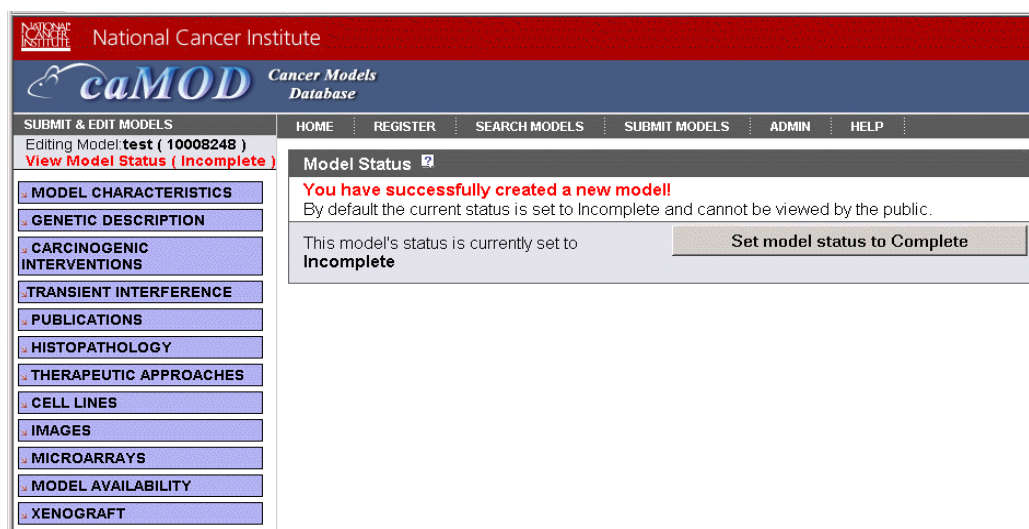 NATIONAL
CANCER
INSTITUTE
National Cancer Institute
caMOD
Cancer Models
Database
SUBMIT & EDIT MODELS
HOME REGISTER SEARCH MODELS SUBMIT MODELS ADMIN HELP
Editing Model:test ( 10008248 )
View Model Status ( Incomplete )
Model Status ?
You have successfully created a new model!
By default the current status is set to Incomplete and cannot be viewed by the public.
This model's status is currently set to
Incomplete
Set model status to Complete
MODEL CHARACTERISTICS
GENETIC DESCRIPTION
CARCINOGENIC
INTERVENTIONS
TRANSIENT INTERFERENCE
PUBLICATIONS
HISTOPATHOLOGY
THERAPEUTIC APPROACHES
CELL LINES
IMAGES
MICROARRAYS
MODEL AVAILABILITY
XENOGRAFT